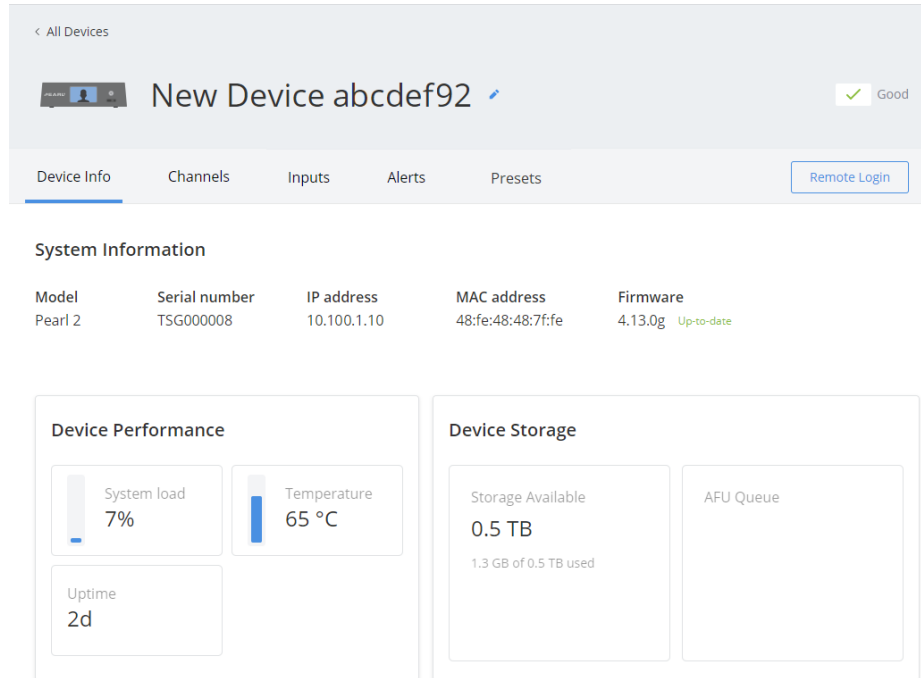 All Devices
New Device abcdef92
Good
Device Info Channels Inputs Alerts Presets Remote Login
System Information
Model Serial number IP address MAC address Firmware
Pearl 2 TSG000008 10.100.1.10 48:fe:48:48:7f:fe 4.13.0g Up-to-date
Device Performance
System load
7%
Temperature
65 °C
Uptime
2d
Device Storage
Storage Available
0.5 TB
1.3 GB of 0.5 TB used
AFU Queue